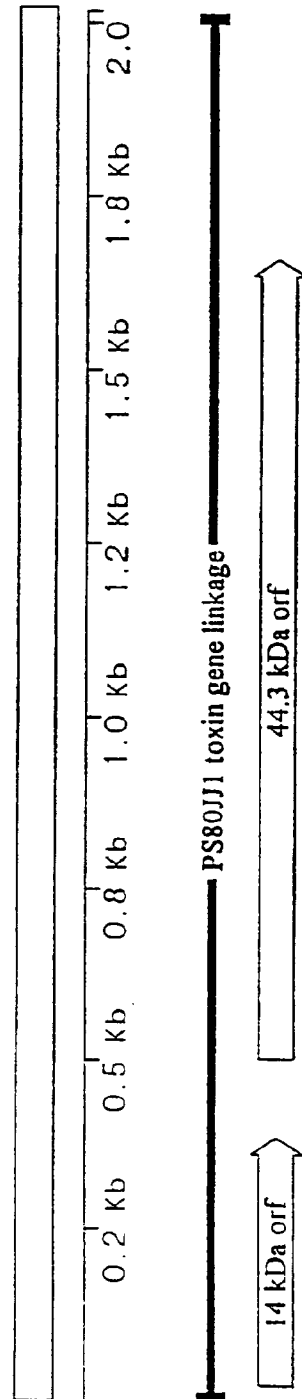 0.2 Kb
0.5 Kb
0.8 Kb
1.0 Kb
1.2 Kb
1.5 Kb
1.8 Kb
2.0
PS80JJ1 toxin gene linkage
14 kDa orf
44.3 kDa orf